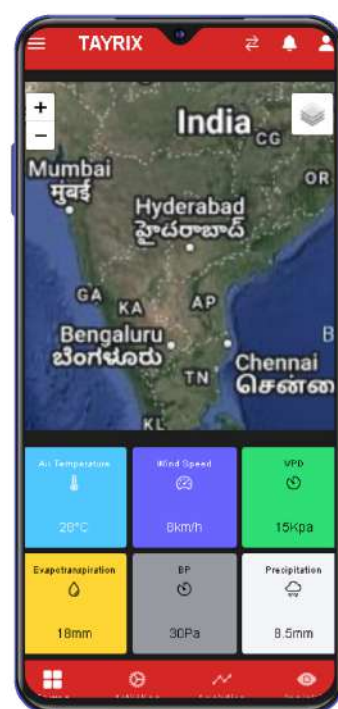 TAYRIX
+
−
India
CG
OR
Mumbai
मुंबई
Hyderabad
హైదరాబాద్
GA
KA
AP
Bengaluru
ಬೆಂಗಳೂರು
B
Chennai
சென்னை
TN
KL
Air Temperature
Wind Speed
VPD
28°C
8km/h
15Kpa
Evapotranspiration
BP
Precipitation
18mm
30Pa
8.5mm